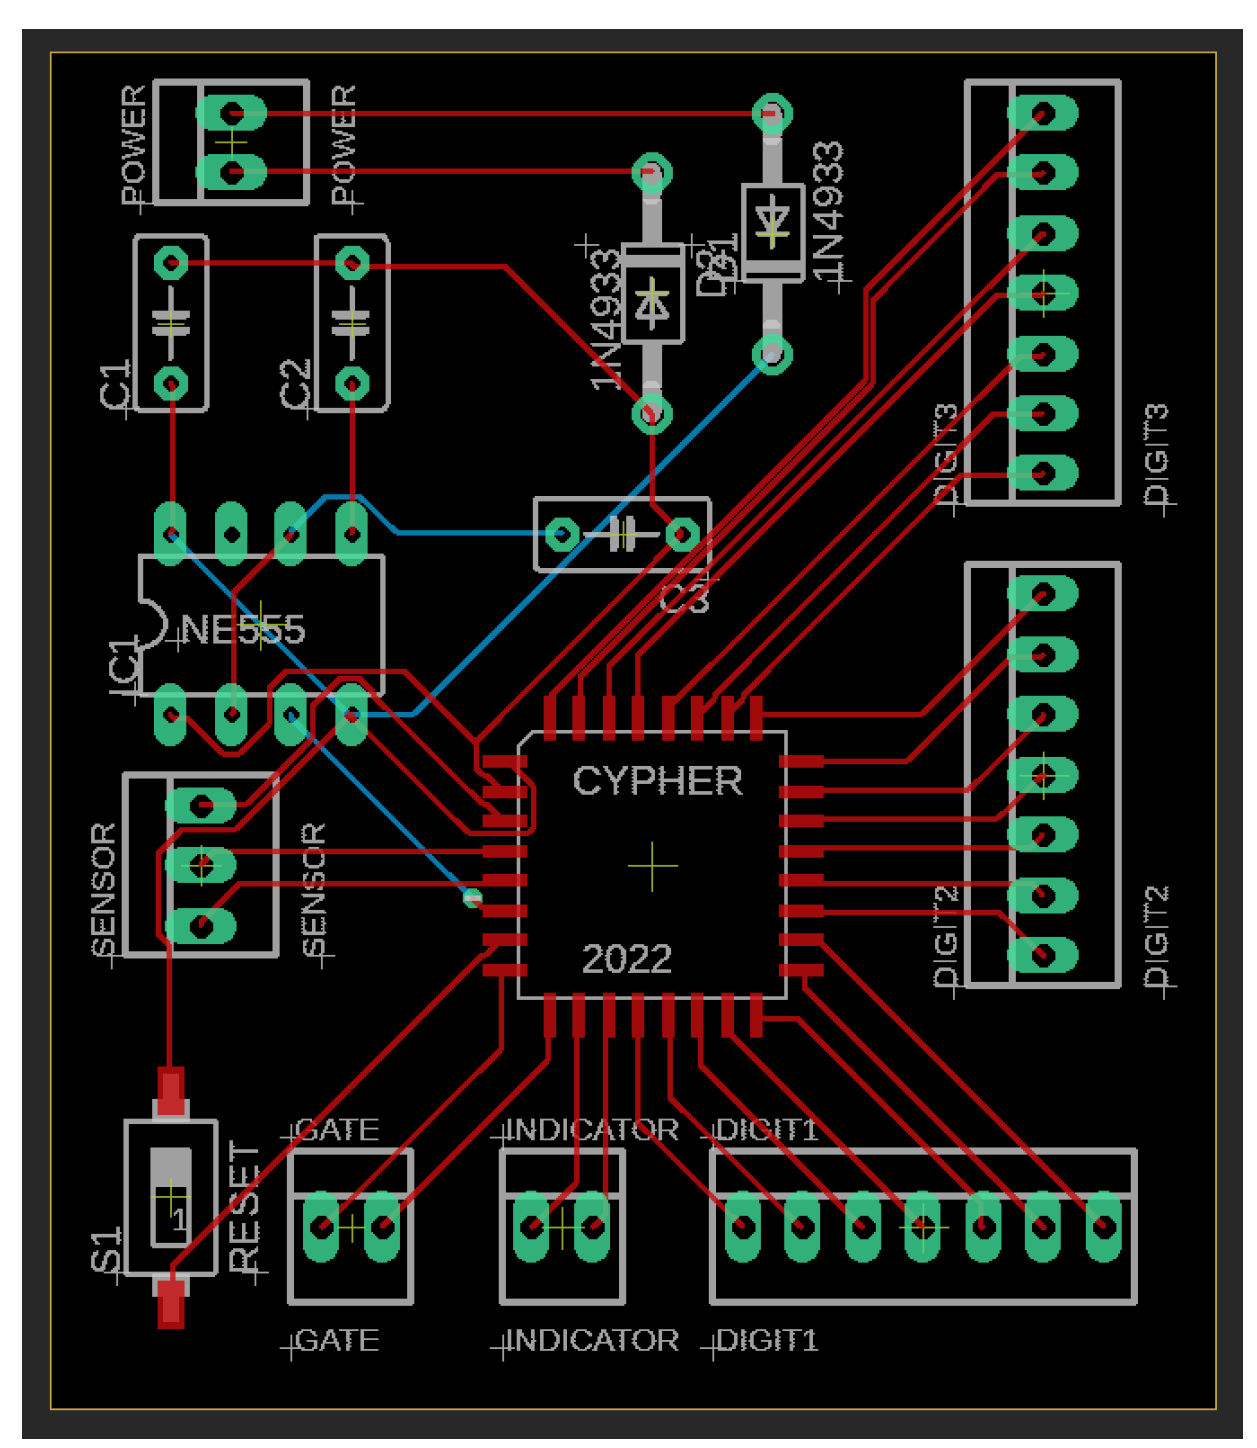 POWER
POWER
1N4933
D1
D2
1N4933
C1
C2
DIGIT3
DIGIT3
C3
NE555
IC1
CYPHER
SENSOR
SENSOR
DIGIT2
DIGIT2
2022
GATE
INDICATOR
DIGIT1
RESET
1
S1
GATE
INDICATOR
DIGIT1